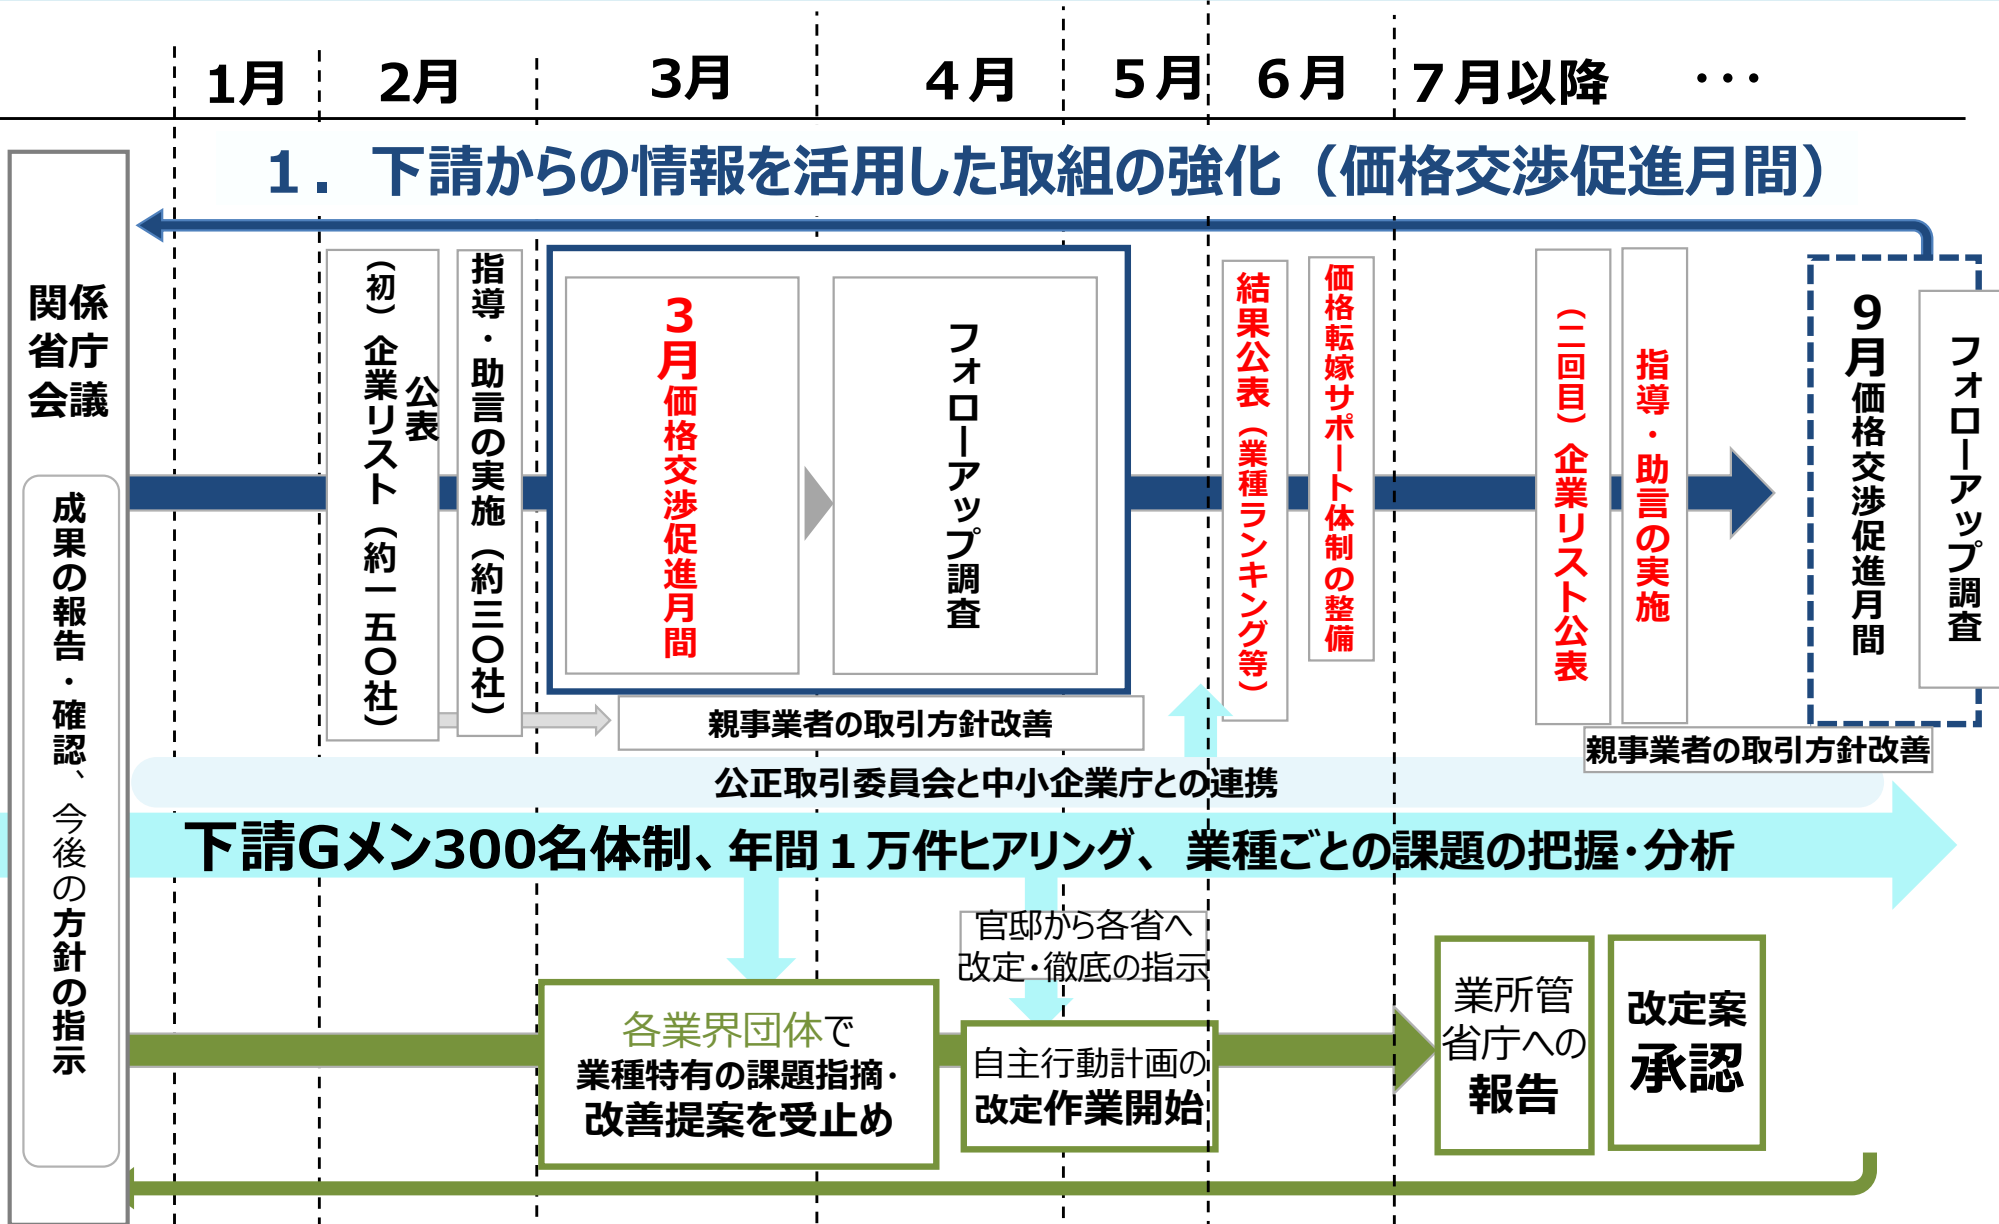 1月
2月
3月
４月
５月
６月
７月以降　･･･
１．下請からの情報を活用した取組の強化（価格交渉促進月間）
関係
省庁
会議
成果の報告・確認、今後の方針の指示
（初）企業リスト（約一五〇社）
公表
指導・助言の実施（約三〇社）
３月価格交渉促進月間
フォローアップ調査
結果公表（業種ランキング等）
価格転嫁サポート体制の整備
（二回目）企業リスト公表
指導・助言の実施
９月価格交渉促進月間
フォローアップ調査
親事業者の取引方針改善
親事業者の取引方針改善
公正取引委員会と中小企業庁との連携
下請Gメン300名体制、年間１万件ヒアリング、業種ごとの課題の把握・分析
官邸から各省へ
改定・徹底の指示
各業界団体で
業種特有の課題指摘・
改善提案を受止め
自主行動計画の
改定作業開始
業所管
省庁への
報告
改定案
承認